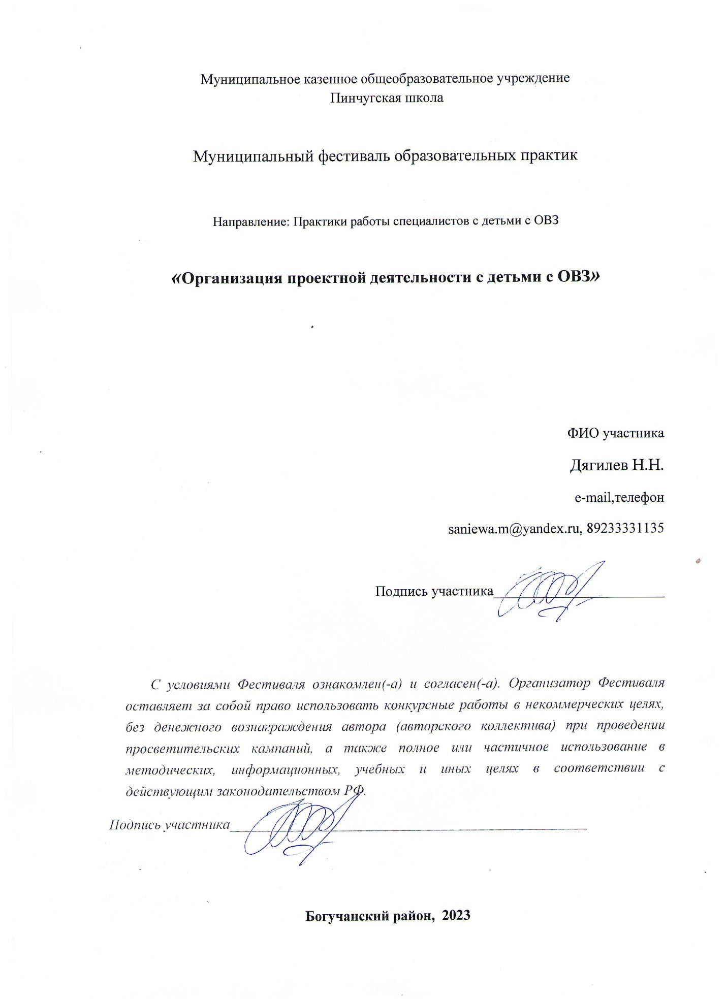 Муниципальное казенное общеобразовательное учреждение
Пинчугская школа
Муниципальный фестиваль образовательных практик
Направление: Практики работы специалистов с детьми с ОВЗ
«Организация проектной деятельности с детьми с ОВЗ»
ФИО участника
Дягилев Н.Н.
e-mail,телефон
saniewa.m@yandex.ru, 89233331135
Подпись участника
С условиями Фестиваля ознакомлен(-а) и согласен(-а). Организатор Фестиваля
оставляет за собой право использовать конкурсные работы в некоммерческих целях,
без денежного вознаграждения автора (авторского коллектива) при проведении
просветительских кампаний, а также полное или частичное использование в
методических, информационных, учебных и иных целях в соответствии с
действующим законодательством РФ.
Подпись участника
Богучанский район, 2023